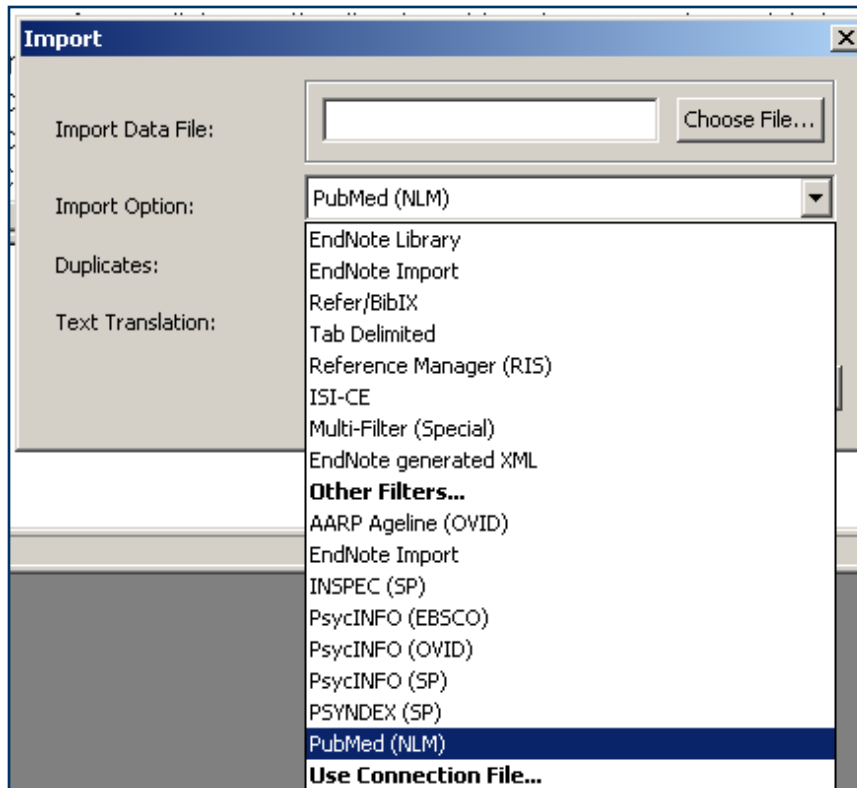 Import
Import Data File:
Choose File...
Import Option:
PubMed (NLM)
Duplicates:
Text Translation:
EndNote Library
EndNote Import
Refer/BibIX
Tab Delimited
Reference Manager (RIS)
ISI-CE
Multi-Filter (Special)
EndNote generated XML
Other Filters...
AARP Ageline (OVID)
EndNote Import
INSPEC (SP)
PsycINFO (EBSCO)
PsycINFO (OVID)
PsycINFO (SP)
PSYNDEX (SP)
PubMed (NLM)
Use Connection File...